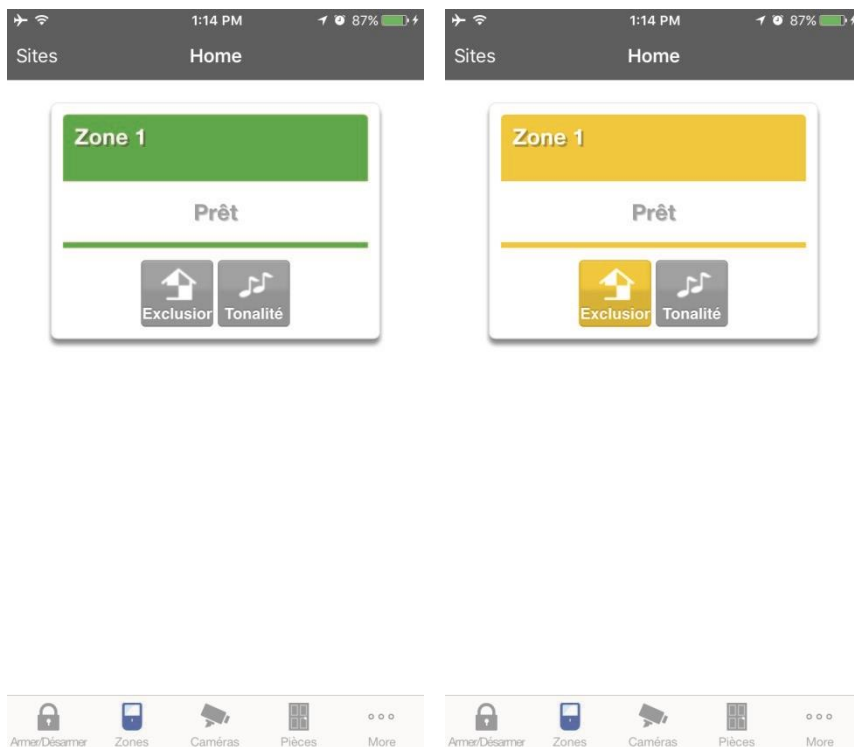 1:14 PM 87%
Sites Home
Zone 1
Prêt
Exclusior Tonalité
Armer/Désarmer Zones Caméras Pièces More
1:14 PM 87%
Sites Home
Zone 1
Prêt
Exclusior Tonalité
Armer/Désarmer Zones Caméras Pièces More